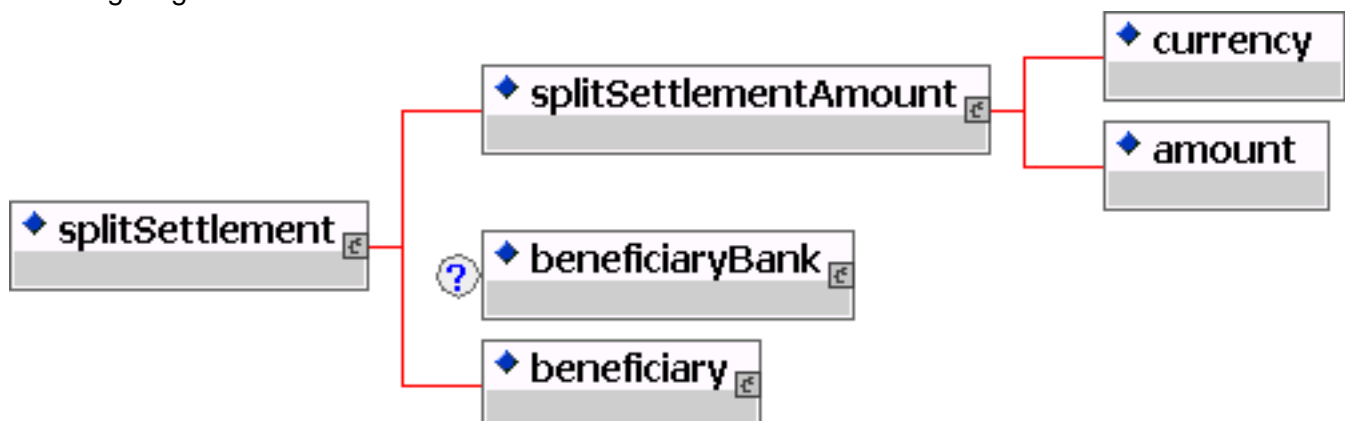 currency
splitSettlementAmount
amount
splitSettlement
beneficiaryBank
?
beneficiary